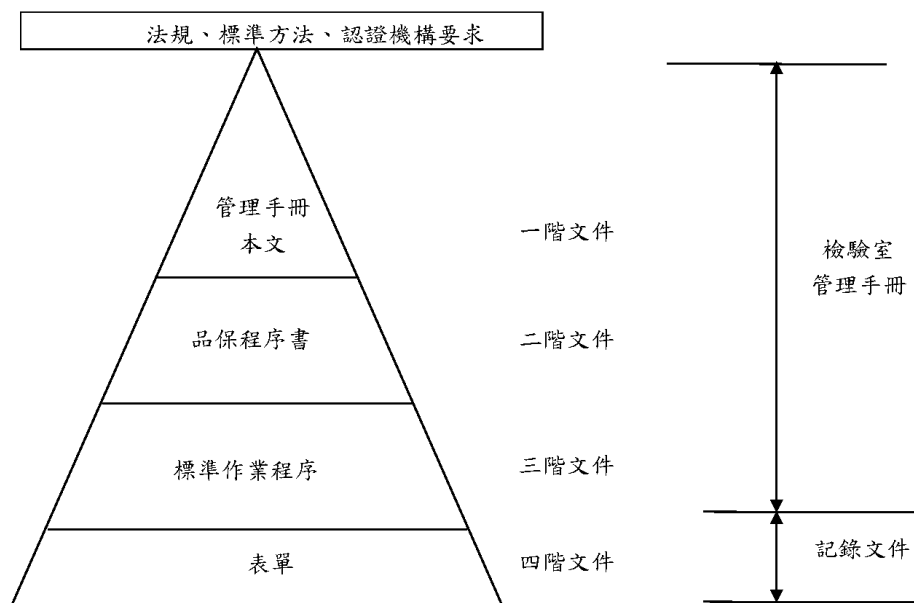 法規、標準方法、認證機構要求
管理手冊
本文
一階文件
檢驗室
管理手冊
品保程序書
二階文件
標準作業程序
三階文件
表單
四階文件
記錄文件